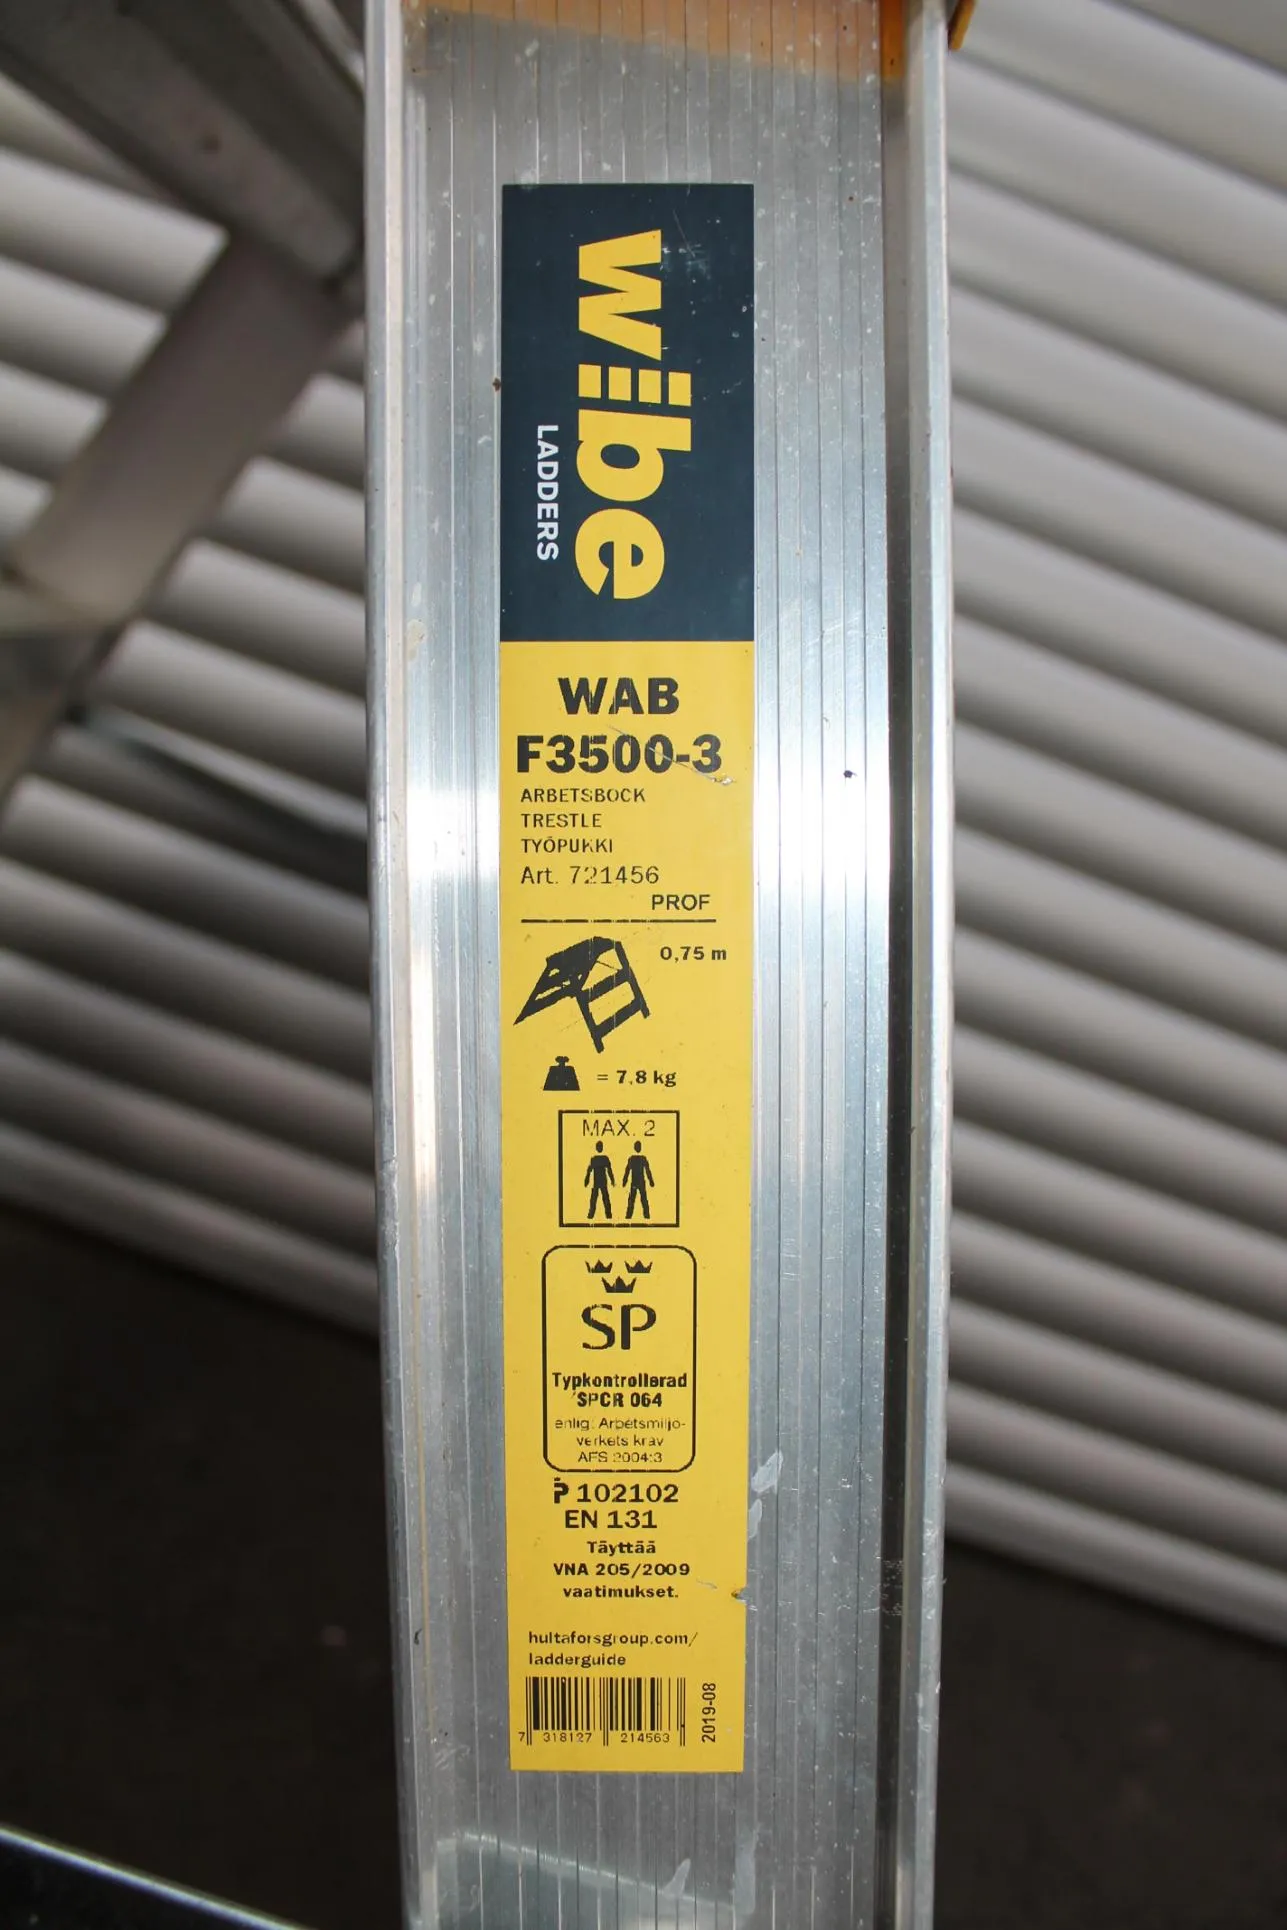 wibe
LADDERS
WAB
F3500-3
ARBETSBOCK
TRESTLE
TYÖPUKKI
Art. 721456
PROF
0,75 m
= 7,8 kg
MAX. 2
SP
Typkontrollerad
SPCR 064
enligt Arbetsmiljö-
verkets krav
AFS 2004:3
P 102102
EN 131
Täyttää
VNA 205/2009
vaatimukset.
hultaforsgroup.com/
ladderguide
7 318127 214563
2019-08